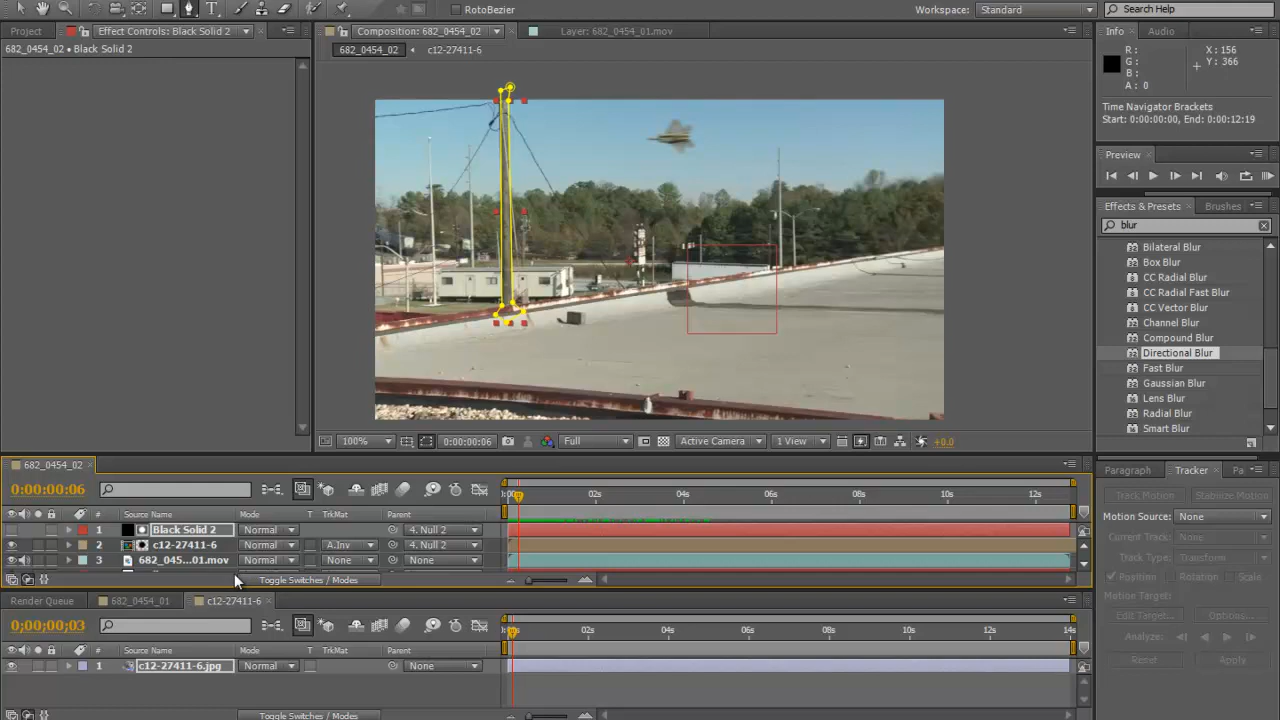 RotoBezier
Workspace: Standard
Search Help
Project
Effect Controls: Black Solid 2
Composition: 682_0454_02
Layer: 682_0454_01.mov
Info
Audio
682_0454_02 • Black Solid 2
682_0454_02
c12-27411-6
R :
G :
B :
A : 0
X : 156
Y : 366
Time Navigator Brackets
Start: 0:00:00:00, End: 0:00:12:19
Preview
Effects & Presets
Brushes
blur
Bilateral Blur
Box Blur
CC Radial Blur
CC Radial Fast Blur
CC Vector Blur
Channel Blur
Compound Blur
Directional Blur
Fast Blur
Gaussian Blur
Lens Blur
Radial Blur
Smart Blur
100%
0:00:00:06
Full
Active Camera
1 View
+0.0
682_0454_02
0:00:00:06
02s
04s
06s
08s
10s
12s
# Source Name
Mode
T TrkMat
Parent
1
Black Solid 2
Normal
4. Null 2
2
c12-27411-6
Normal
A.Inv
4. Null 2
3
682_045...01.mov
Normal
None
None
Toggle Switches / Modes
Render Queue
682_0454_01
c12-27411-6
0;00;00;03
02s
04s
06s
08s
10s
12s
14s
# Source Name
Mode
T TrkMat
Parent
1
c12-27411-6.jpg
Normal
None
Toggle Switches / Modes
Paragraph
Tracker
Pa
Track Motion
Stabilize Motion
Motion Source: None
Current Track: None
Track Type: Transform
Position
Rotation
Scale
Motion Target:
Edit Target...
Options...
Analyze:
Reset
Apply